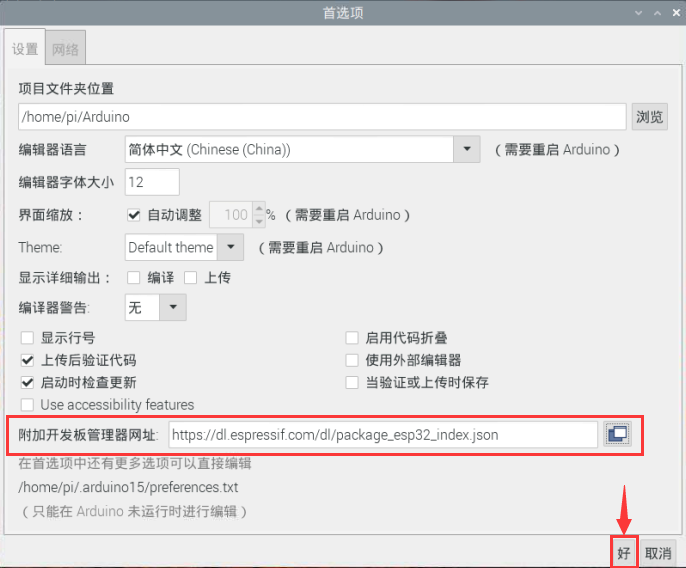 首选项
设置 网络
项目文件夹位置
/home/pi/Arduino 浏览
编辑器语言 简体中文 (Chinese (China)) （需要重启 Arduino）
编辑器字体大小 12
界面缩放： 自动调整 100 % （需要重启 Arduino）
Theme: Default theme （需要重启 Arduino）
显示详细输出： 编译 上传
编译器警告: 无
显示行号 启用代码折叠
上传后验证代码 使用外部编辑器
启动时检查更新 当验证或上传时保存
Use accessibility features
附加开发板管理器网址: https://dl.espressif.com/dl/package_esp32_index.json
在首选项中还有更多选项可以直接编辑
/home/pi/.arduino15/preferences.txt
（只能在 Arduino 未运行时进行编辑）
好 取消